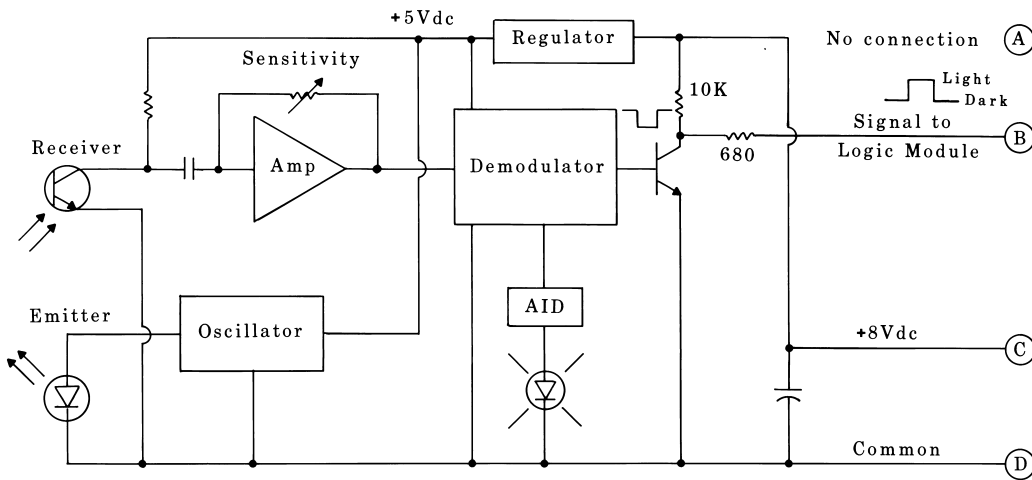 +5Vdc
Regulator
No connection
A
Sensitivity
10K
Light
Dark
Signal to
B
Receiver
Amp
Demodulator
680
Logic Module
AID
Emitter
Oscillator
+8Vdc
C
Common
D